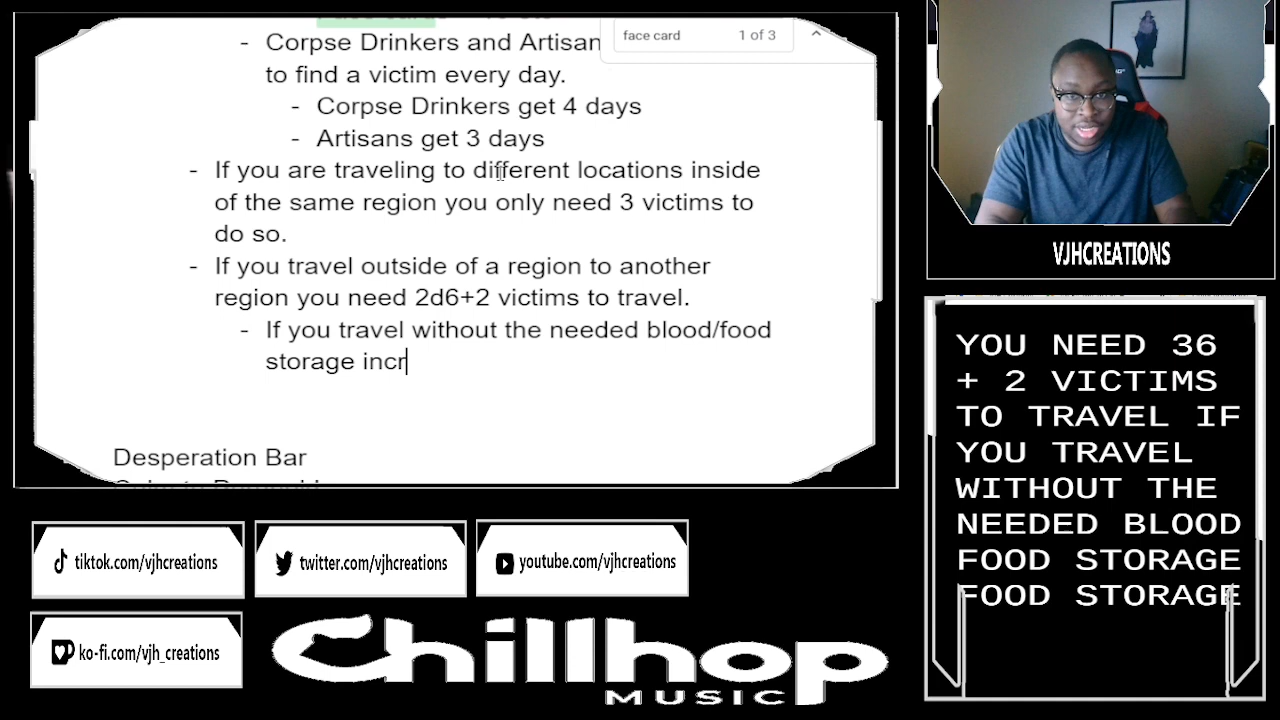 - Corpse Drinkers and Artisan
to find a victim every day.
- Corpse Drinkers get 4 days
- Artisans get 3 days
- If you are traveling to different locations inside
of the same region you only need 3 victims to
do so.
- If you travel outside of a region to another
region you need 2d6+2 victims to travel.
- If you travel without the needed blood/food
storage incr
Desperation Bar
face card 1 of 3
VJHCREATIONS
YOU NEED 36
+ 2 VICTIMS
TO TRAVEL IF
YOU TRAVEL
WITHOUT THE
NEEDED BLOOD
FOOD STORAGE
FOOD STORAGE
tiktok.com/vjhcreations
twitter.com/vjhcreations
youtube.com/vjhcreations
ko-fi.com/vjh_creations
Chillhop
MUSIC